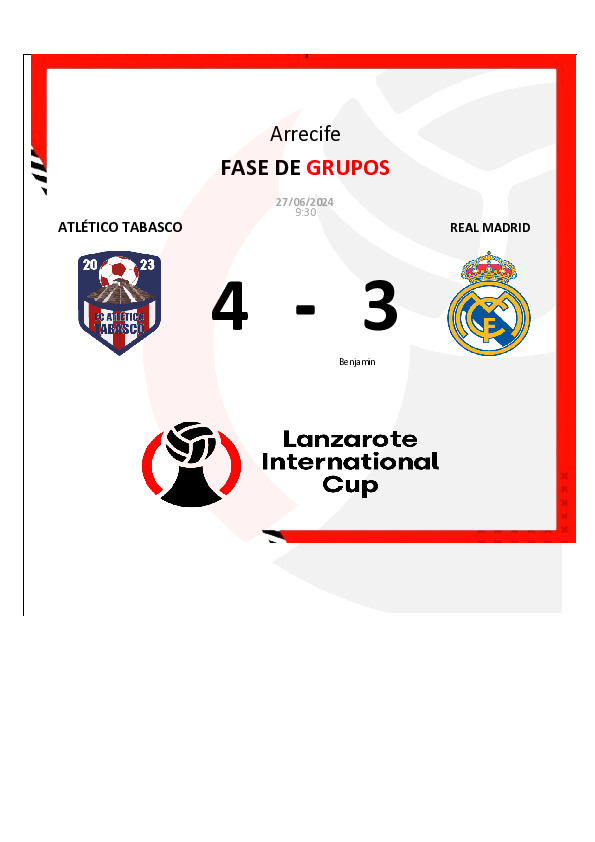 Arrecife
FASE DE GRUPOS
27/06/2024
9:30
ATLÉTICO TABASCO
REAL MADRID
20 23
FC ATLÉTICO
TABASCO
4 - 3
Benjamin
Lanzarote
International
Cup